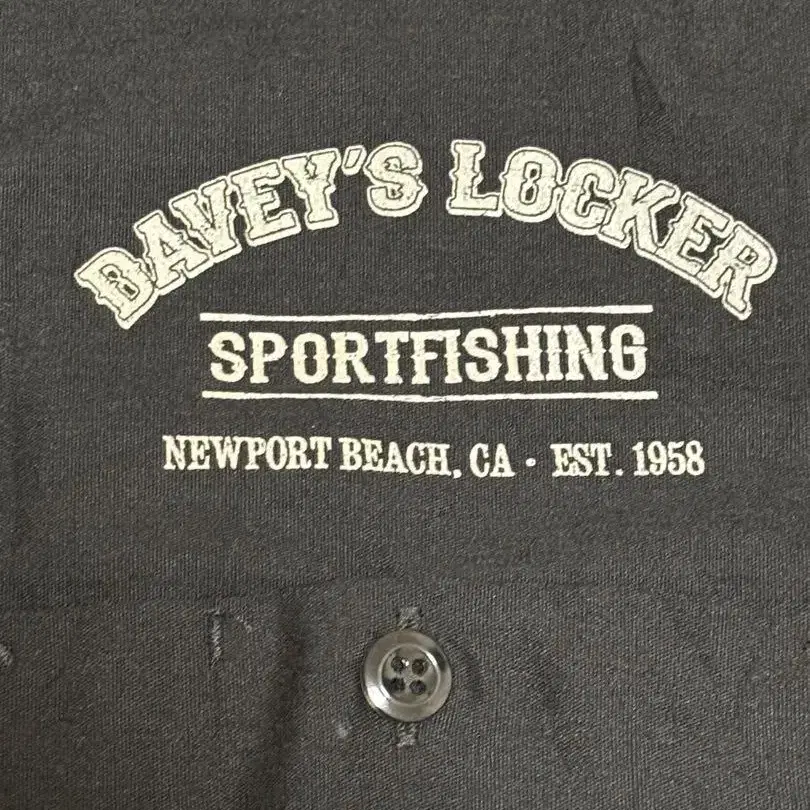 DAVEY'S LOCKER
SPORTFISHING
NEWPORT BEACH, CA · EST. 1958